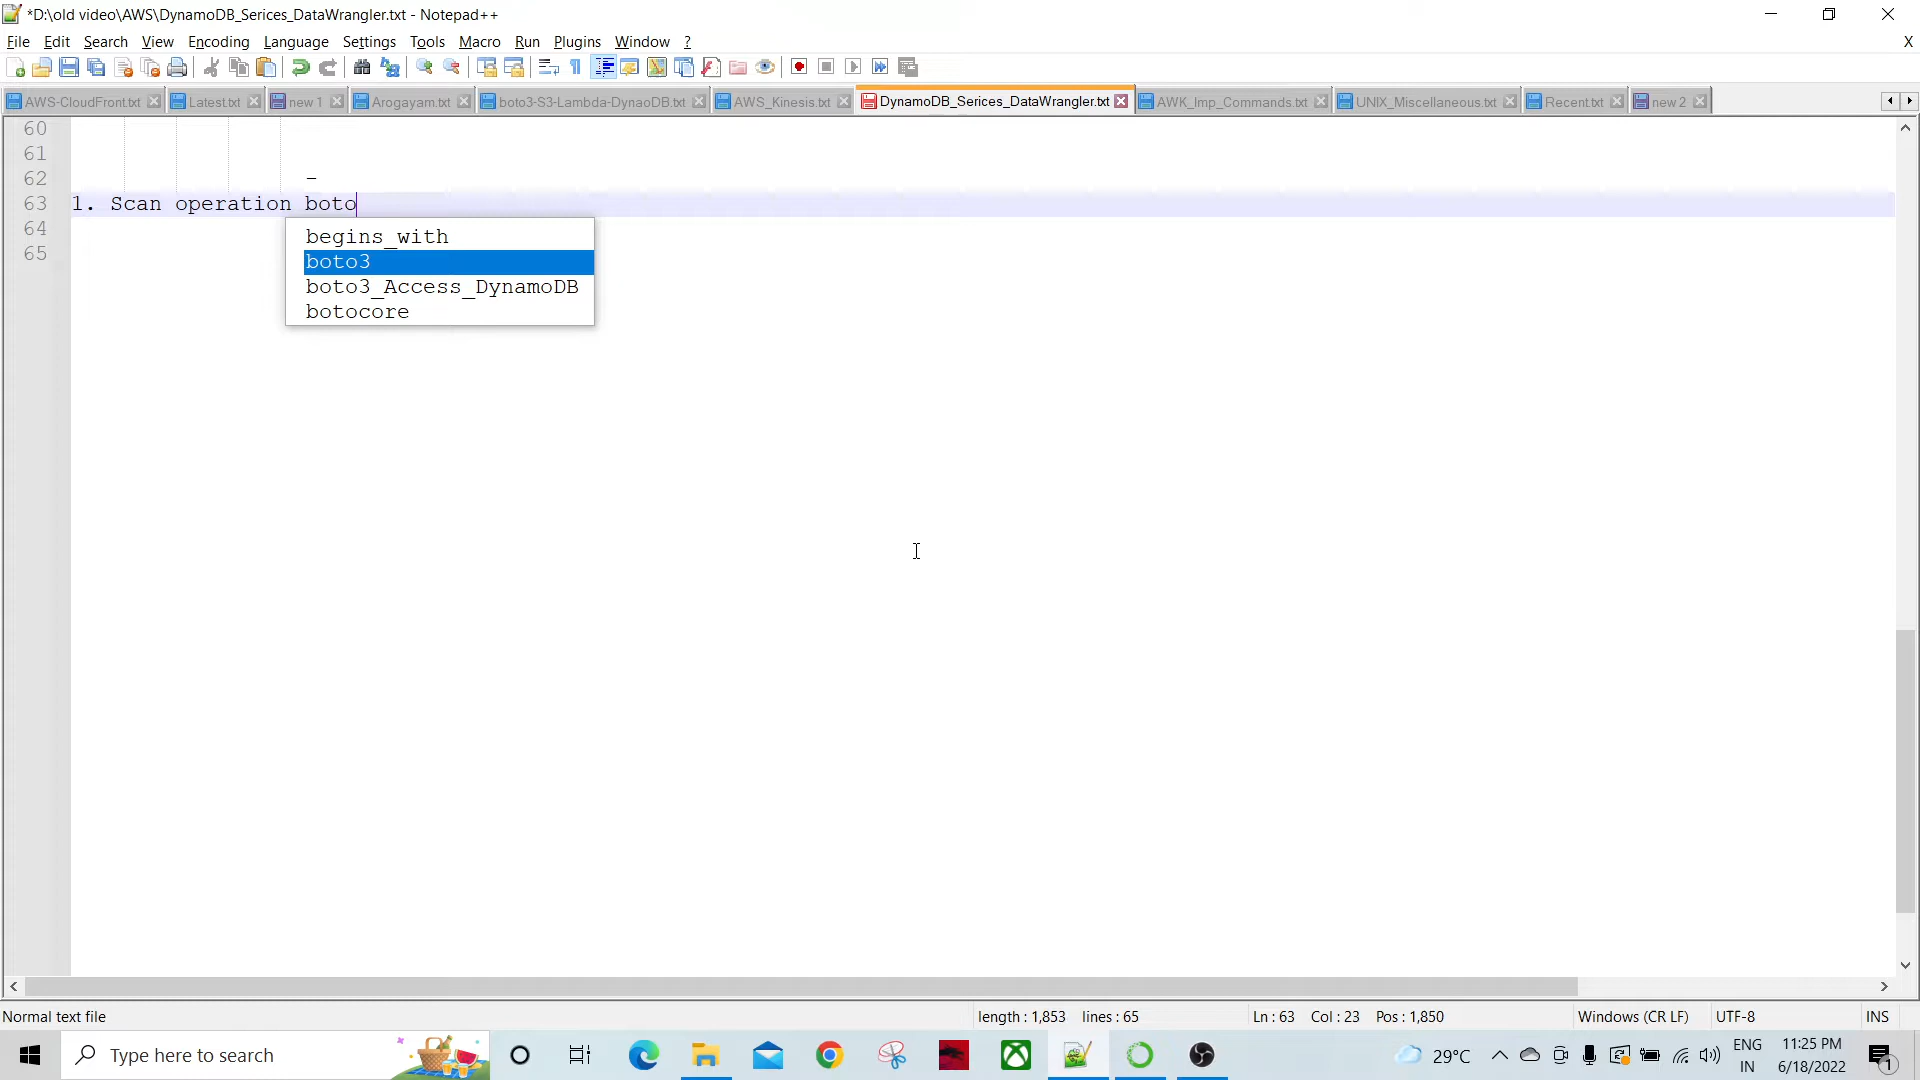 *D:\old video\AWS\DynamoDB_Serices_DataWrangler.txt - Notepad++
File Edit Search View Encoding Language Settings Tools Macro Run Plugins Window ? X
AWS-CloudFront.txt Latest.txt new 1 Arogayam.txt boto3-S3-Lambda-DynaoDB.txt AWS_Kinesis.txt DynamoDB_Serices_DataWrangler.txt AWK_Imp_Commands.txt UNIX_Miscellaneous.txt Recent.txt new 2
60
61
62 -
63 1. Scan operation boto
64
65
begins_with
boto3
boto3_Access_DynamoDB
botocore
Normal text file length : 1,853 lines : 65 Ln : 63 Col : 23 Pos : 1,850 Windows (CR LF) UTF-8 INS
Type here to search 29°C ENG IN 11:25 PM 6/18/2022 1